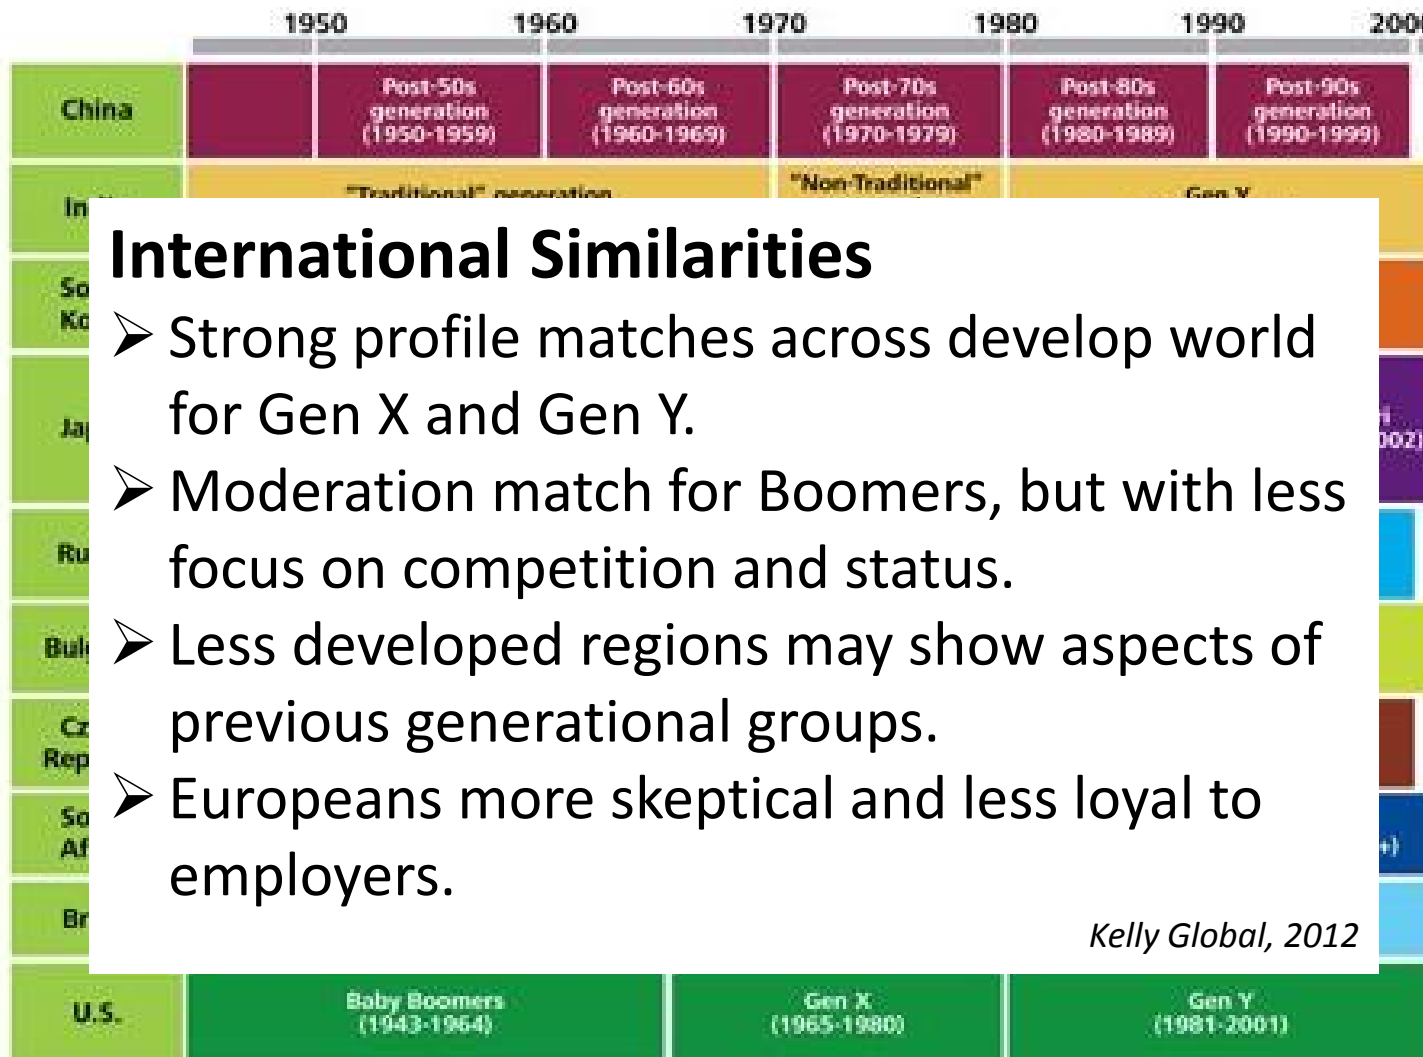 1950 1960 1970 1980 1990
China
Post-50s
generation
(1950-1959)
Post-60s
generation
(1960-1969)
Post-70s
generation
(1970-1979)
Post-80s
generation
(1980-1989)
Post-90s
generation
(1990-1999)
"Traditional" generation
"Non-Traditional"
Gen Y
International Similarities
➢ Strong profile matches across develop world
for Gen X and Gen Y.
➢ Moderation match for Boomers, but with less
focus on competition and status.
➢ Less developed regions may show aspects of
previous generational groups.
➢ Europeans more skeptical and less loyal to
employers.
Kelly Global, 2012
U.S.
Baby Boomers
(1943-1964)
Gen X
(1965-1980)
Gen Y
(1981-2001)